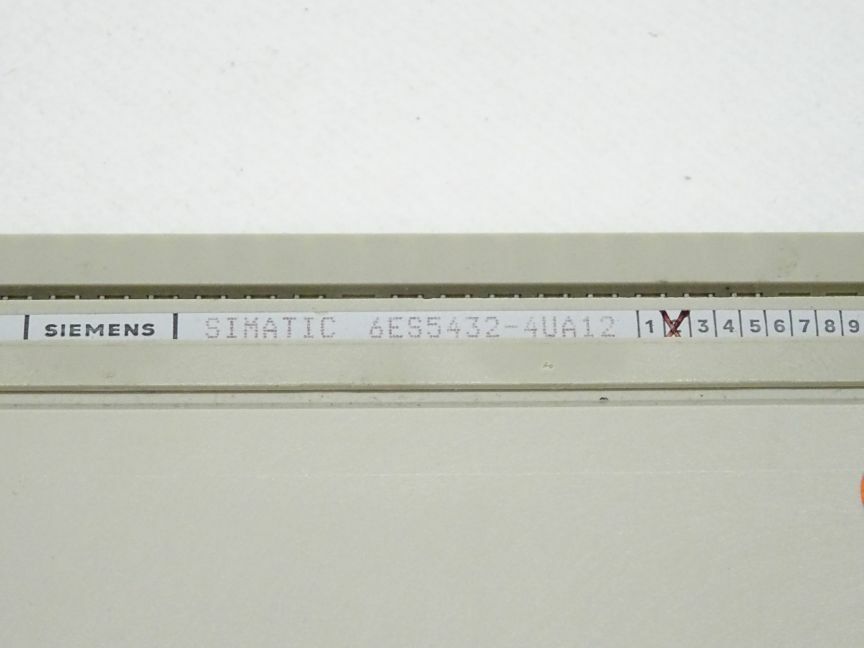 SIEMENS SIMATIC 6ES5432-4UA12 1 3 4 5 6 7 8 9